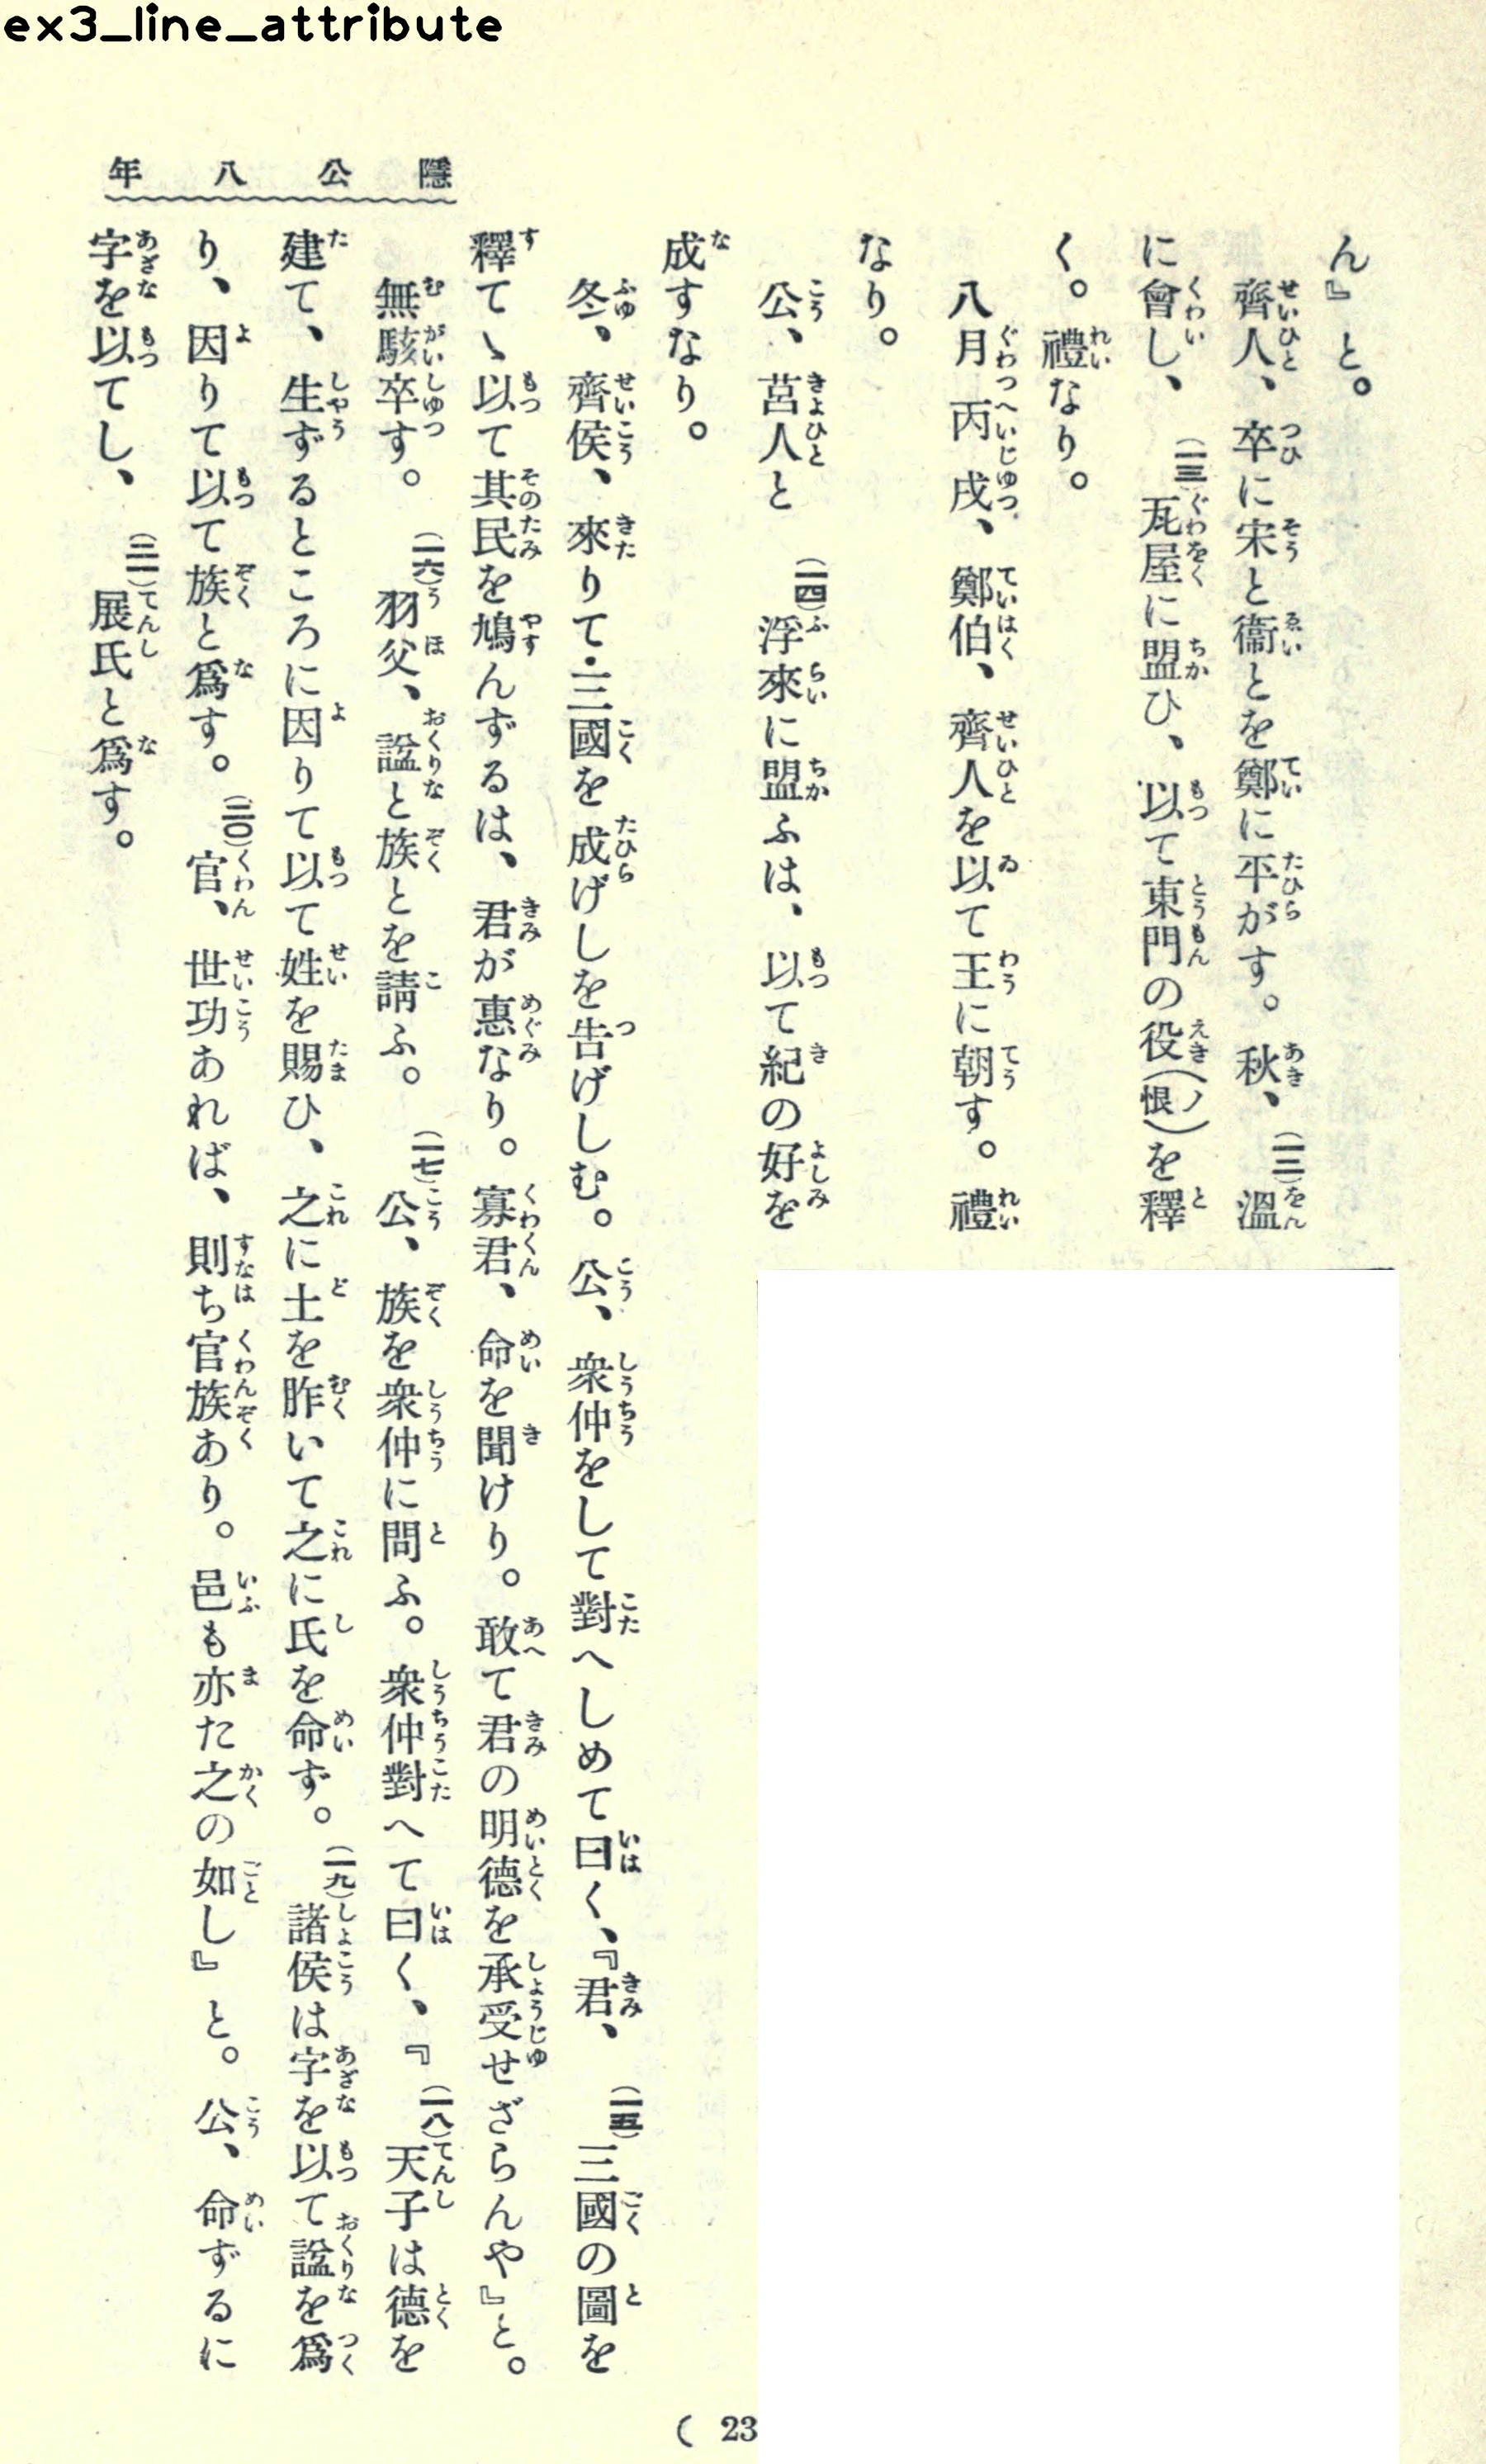 ex3_line_attribute
隱公八年
ん』と。
齊人、卒に宋と衞とを鄭に平がす。秋、(一二)溫
に會し、(一三)瓦屋に盟ひ、以て東門の役(ノ恨)を釋
く。禮なり。
八月丙戌、鄭伯、齊人を以て王に朝す。禮
なり。
公、莒人と(一四)浮來に盟ふは、以て紀の好を
成すなり。
冬、齊侯、來りて三國を成げしを告げしむ。公、衆仲をして對へしめて曰く、『君、(一五)三國の圖を
釋てゝ以て其民を鳩んずるは、君が惠なり。寡君、命を聞けり。敢て君の明德を承受せざらんや』と。
無駭卒す。(一六)羽父、諡と族とを請ふ。(一七)公、族を衆仲に問ふ。衆仲對へて曰く、『(一八)天子は德を
建て、生ずるところに因りて以て姓を賜ひ、之に土を胙いて之に氏を命ず。(一九)諸侯は字を以て諡を爲
り、因りて以て族と爲す。(二〇)官、世功あれば、則ち官族あり。邑も亦た之の如し』と。公、命ずるに
字を以てし、(二一)展氏と爲す。
( 23